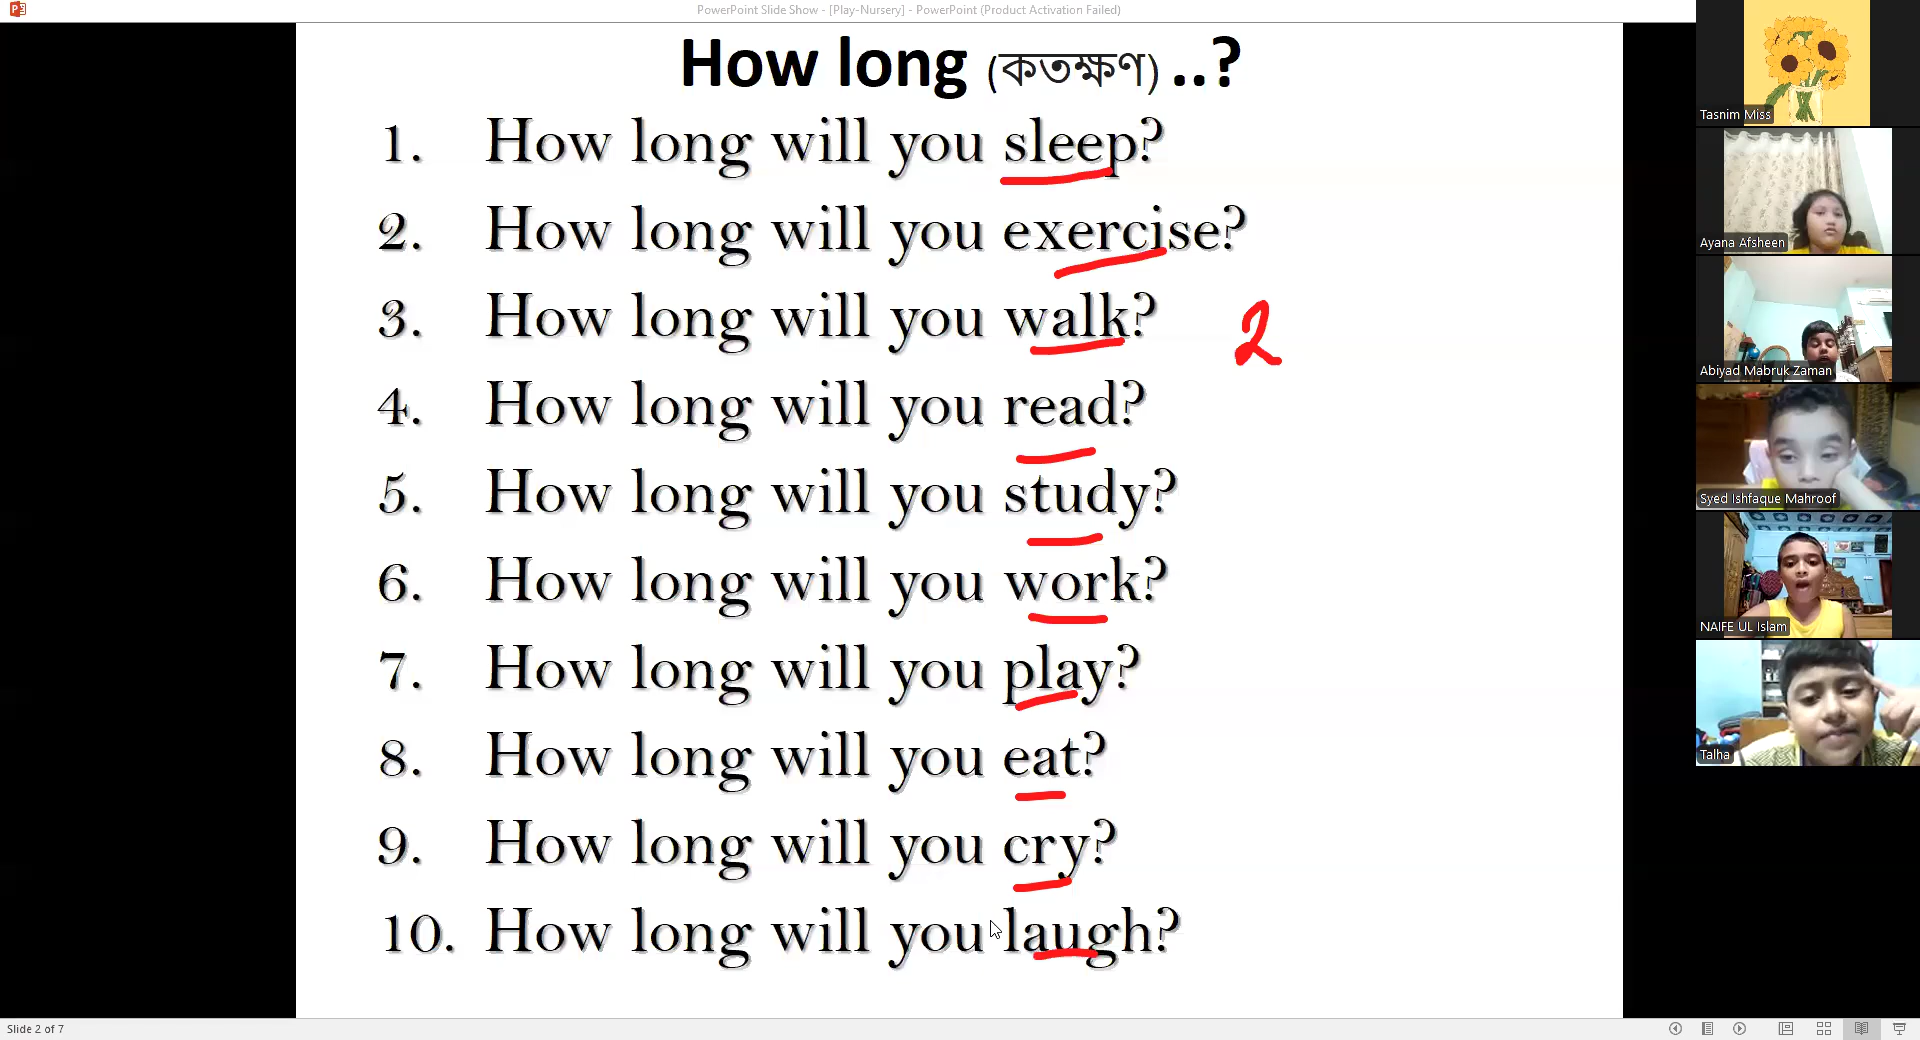 PowerPoint Slide Show - [Play-Nursery] - PowerPoint (Product Activation Failed)
How long (কতক্ষণ) ..?
1. How long will you sleep?
2. How long will you exercise?
3. How long will you walk? 2
4. How long will you read?
5. How long will you study?
6. How long will you work?
7. How long will you play?
8. How long will you eat?
9. How long will you cry?
10. How long will you laugh?
Tasnim Miss
Ayana Afsheen
Abiyad Mabruk Zaman
Syed Ishfaque Mahroof
NAIFE UL Islam
Talha
Slide 2 of 7